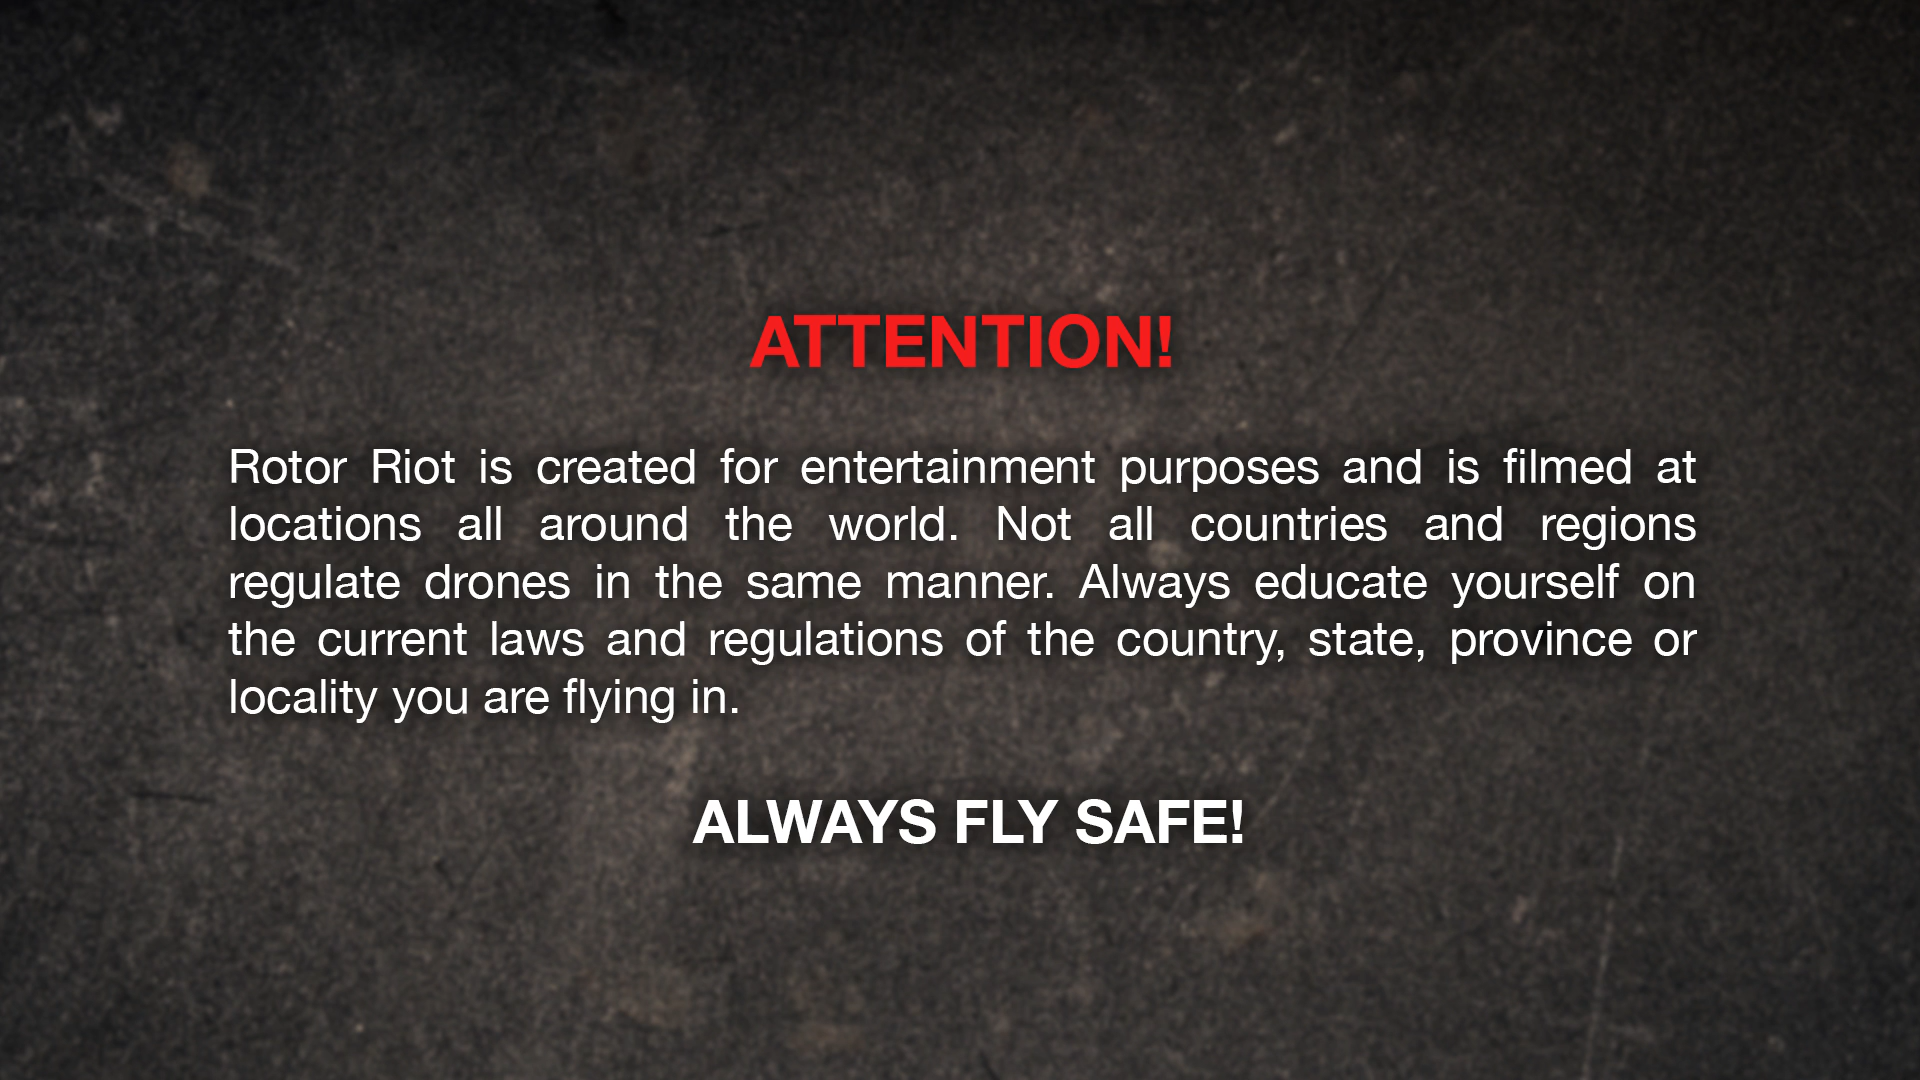 ATTENTION!
Rotor Riot is created for entertainment purposes and is filmed at
locations all around the world. Not all countries and regions
regulate drones in the same manner. Always educate yourself on
the current laws and regulations of the country, state, province or
locality you are flying in.
ALWAYS FLY SAFE!